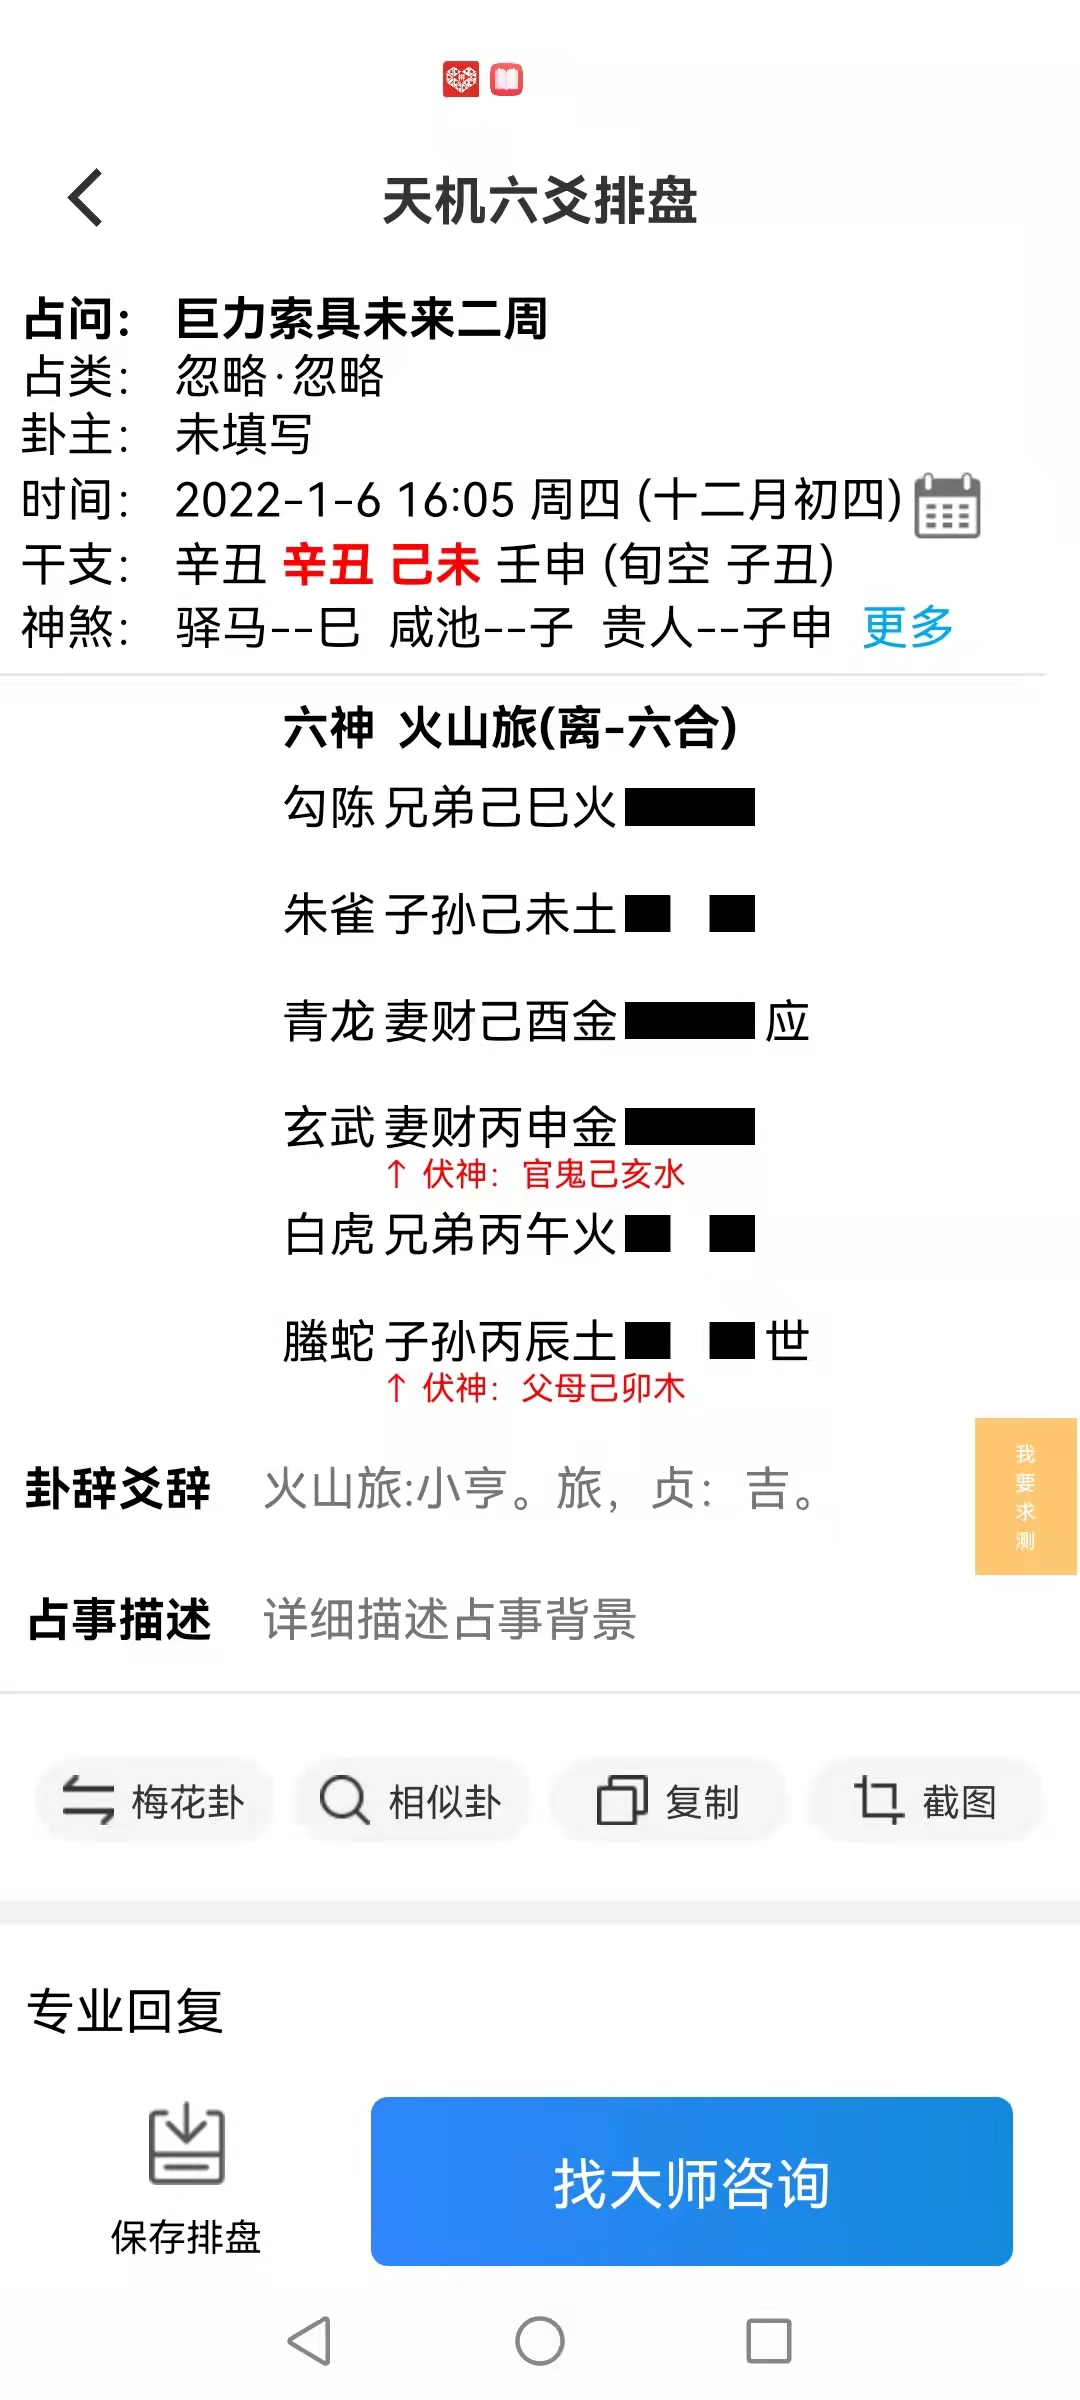 天机六爻排盘
占问： 巨力索具未来二周
占类： 忽略·忽略
卦主： 未填写
时间： 2022-1-6 16:05 周四 (十二月初四)
干支： 辛丑 辛丑 己未 壬申 (旬空 子丑)
神煞： 驿马--巳 咸池--子 贵人--子申 更多
六神 火山旅(离-六合)
勾陈 兄弟己巳火
朱雀 子孙己未土
青龙 妻财己酉金 应
玄武 妻财丙申金
↑ 伏神： 官鬼己亥水
白虎 兄弟丙午火
螣蛇 子孙丙辰土 世
↑ 伏神： 父母己卯木
卦辞爻辞 火山旅:小亨。旅，贞：吉。
我要求测
占事描述 详细描述占事背景
梅花卦 相似卦 复制 截图
专业回复
保存排盘
找大师咨询